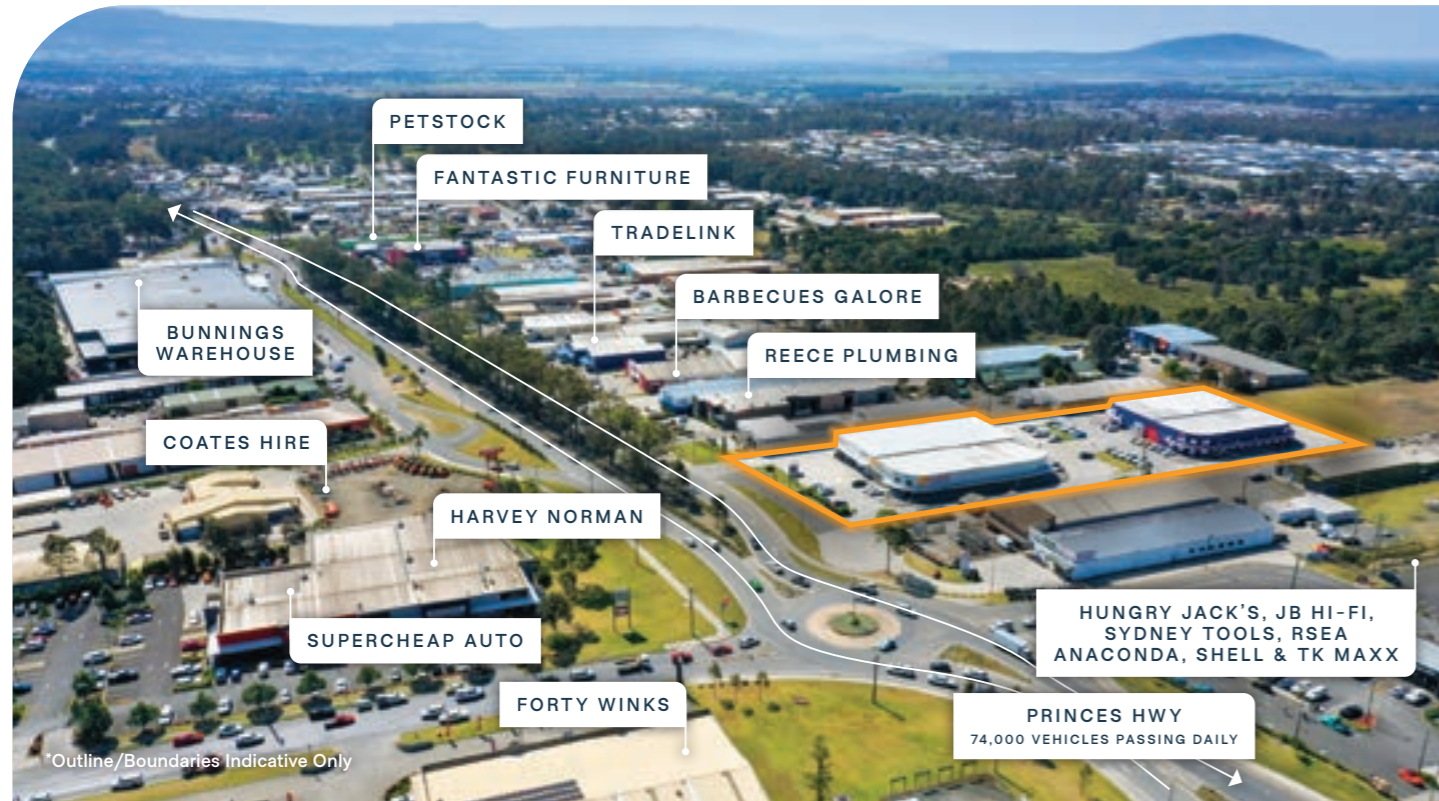 PETSTOCK
FANTASTIC FURNITURE
TRADELINK
BARBECUES GALORE
REECE PLUMBING
BUNNINGS
WAREHOUSE
COATES HIRE
HARVEY NORMAN
SUPERCHEAP AUTO
HUNGRY JACK'S, JB HI-FI,
SYDNEY TOOLS, RSEA
ANACONDA, SHELL & TK MAXX
FORTY WINKS
PRINCES HWY
74,000 VEHICLES PASSING DAILY
*Outline/Boundaries Indicative Only